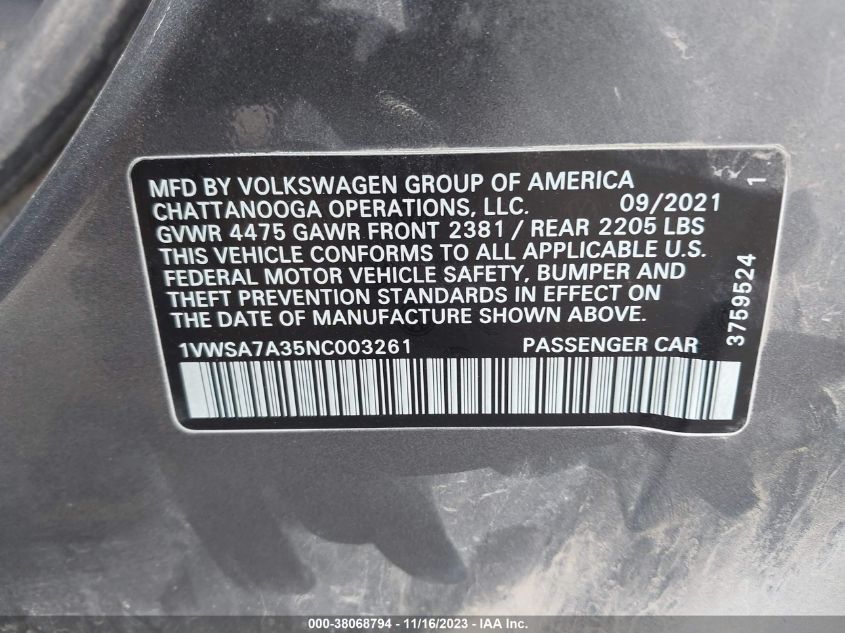 MFD BY VOLKSWAGEN GROUP OF AMERICA
CHATTANOOGA OPERATIONS, LLC. 09/2021
GVWR 4475 GAWR FRONT 2381 / REAR 2205 LBS
THIS VEHICLE CONFORMS TO ALL APPLICABLE U.S.
FEDERAL MOTOR VEHICLE SAFETY, BUMPER AND
THEFT PREVENTION STANDARDS IN EFFECT ON
THE DATE OF MANUFACTURE SHOWN ABOVE.
1VWSA7A35NC003261 PASSENGER CAR
3759524
1
000-38068794 - 11/16/2023 - IAA Inc.